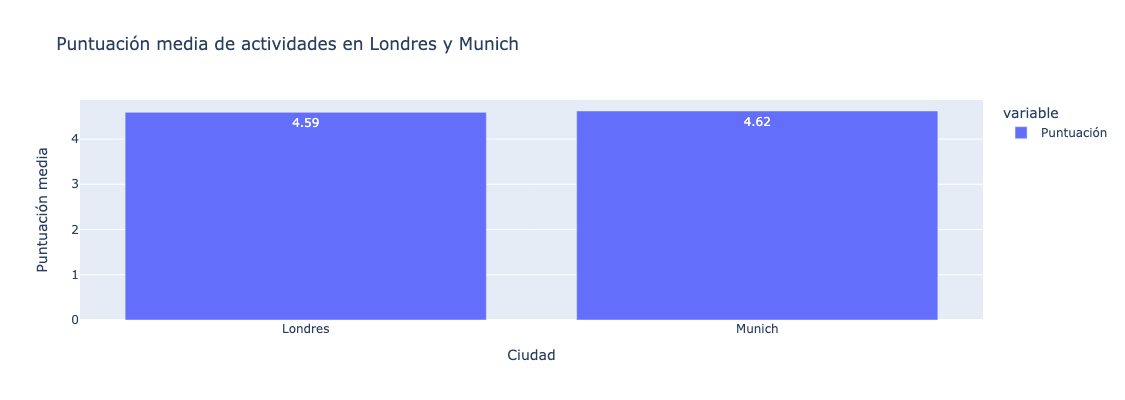 Puntuación media de actividades en Londres y Munich
variable
Puntuación
4.59
4.62
4
3
2
1
0
Puntuación media
Londres
Munich
Ciudad